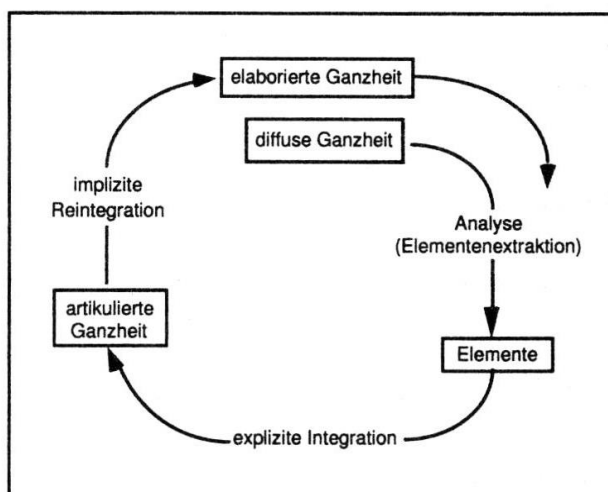 elaborierte Ganzheit
diffuse Ganzheit
implizite
Reintegration
Analyse
(Elementenextraktion)
artikulierte
Ganzheit
Elemente
explizite Integration